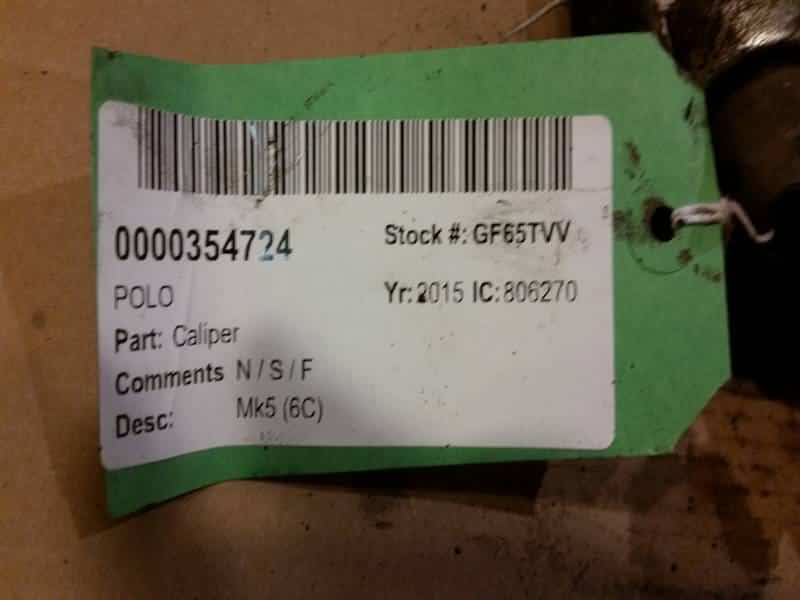 0000354724
Stock #: GF65TVV
POLO
Yr: 2015 IC: 806270
Part: Caliper
Comments N / S / F
Desc: Mk5 (6C)